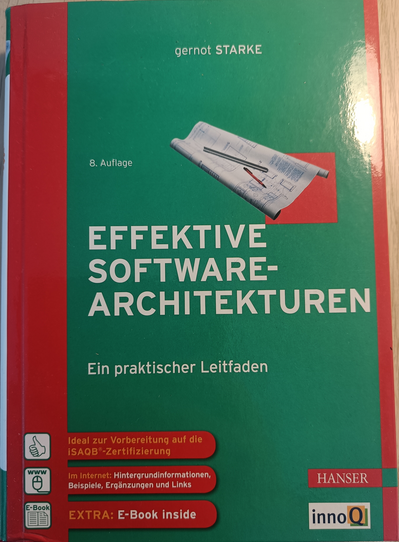 gernot STARKE
8. Auflage
EFFEKTIVE
SOFTWARE-
ARCHITEKTUREN
Ein praktischer Leitfaden
Ideal zur Vorbereitung auf die
iSAQB®-Zertifizierung
www
Im Internet: Hintergrundinformationen,
Beispiele, Ergänzungen und Links
E-Book
EXTRA: E-Book inside
HANSER
innoQ